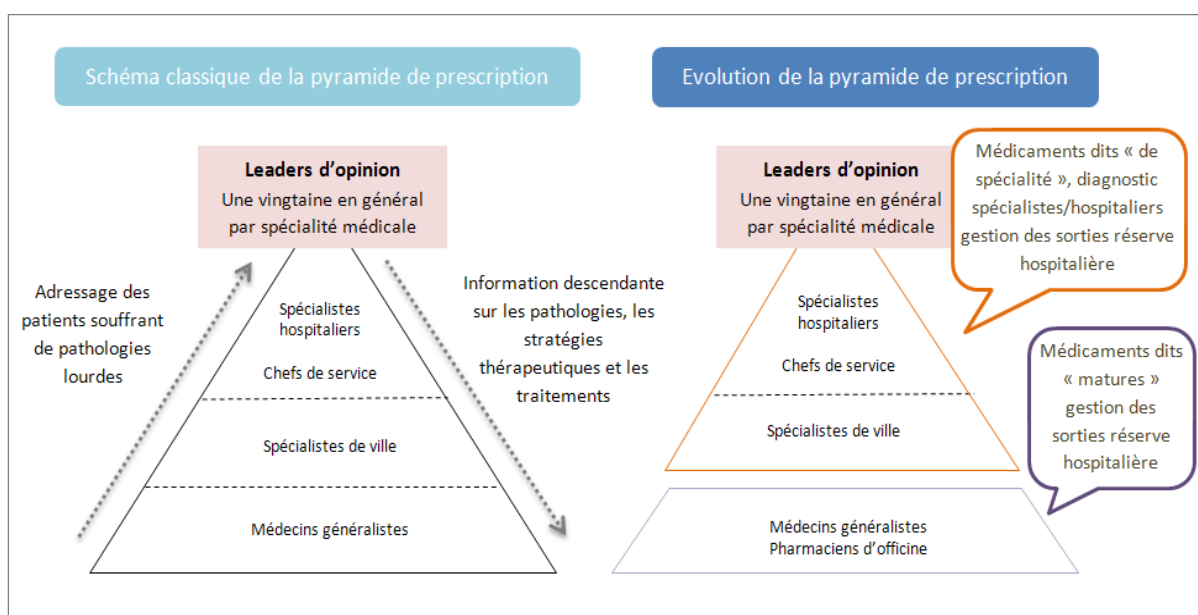 Schéma classique de la pyramide de prescription
Leaders d'opinion
Une vingtaine en général
par spécialité médicale
Adressage des
patients souffrant
de pathologies
lourdes
Information descendante
sur les pathologies, les
stratégies
thérapeutiques et les
traitements
Spécialistes
hospitaliers
Chefs de service
Spécialistes de ville
Médecins généralistes
Evolution de la pyramide de prescription
Leaders d'opinion
Une vingtaine en général
par spécialité médicale
Médicaments dits « de
spécialité », diagnostic
spécialistes/hospitaliers
gestion des sorties réserve
hospitalière
Spécialistes
hospitaliers
Chefs de service
Spécialistes de ville
Médicaments dits
« matures »
gestion des
sorties réserve
hospitalière
Médecins généralistes
Pharmaciens d'officine